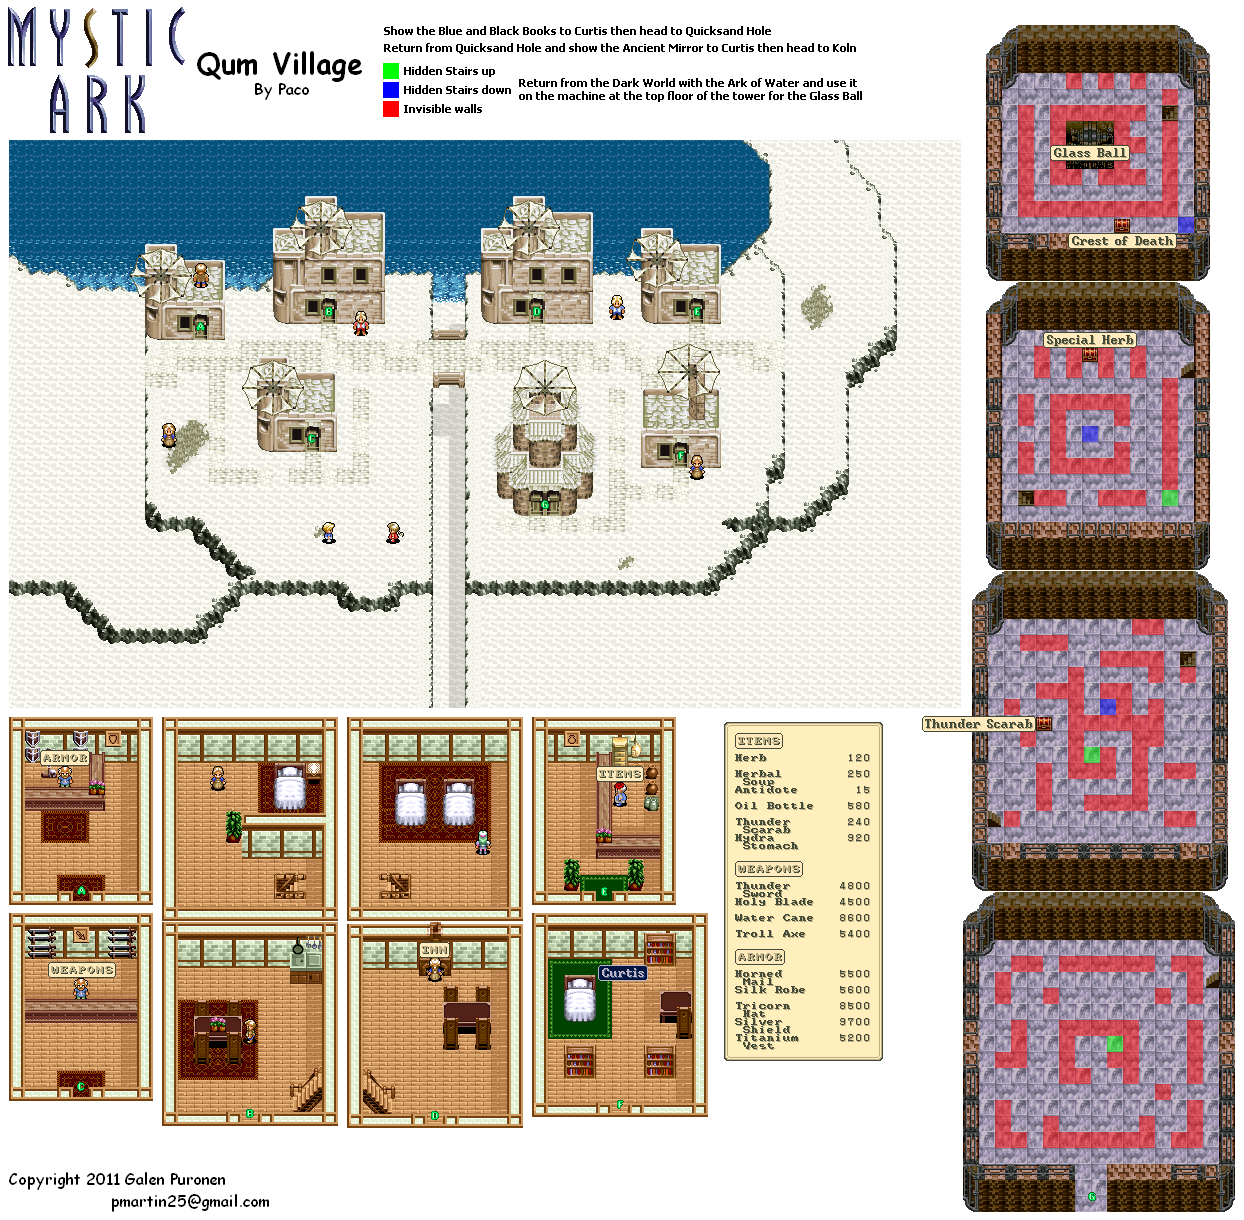 MYSTIC
ARK
Qum Village
By Paco
Show the Blue and Black Books to Curtis then head to Quicksand Hole
Return from Quicksand Hole and show the Ancient Mirror to Curtis then head to Koln
Hidden Stairs up
Hidden Stairs down
Invisible walls
Return from the Dark World with the Ark of Water and use it
on the machine at the top floor of the tower for the Glass Ball
Glass Ball
Crest of Death
Special Herb
Thunder Scarab
A
B
D
E
C
F
G
ARMOR
A
ITEMS
E
WEAPONS
C
B
INN
D
Curtis
F
G
ITEMS
Herb 120
Herbal 250
Soup
Antidote 15
Oil Bottle 580
Thunder 240
Scarab
Hydra 920
Stomach
WEAPONS
Thunder 4800
Sword
Holy Blade 4500
Water Cane 8600
Troll Axe 5400
ARMOR
Horned 5500
Mail
Silk Robe 5600
Tricorn 8500
Hat
Silver 9700
Shield
Titanium 5200
Vest
Copyright 2011 Galen Puronen
pmartin25@gmail.com